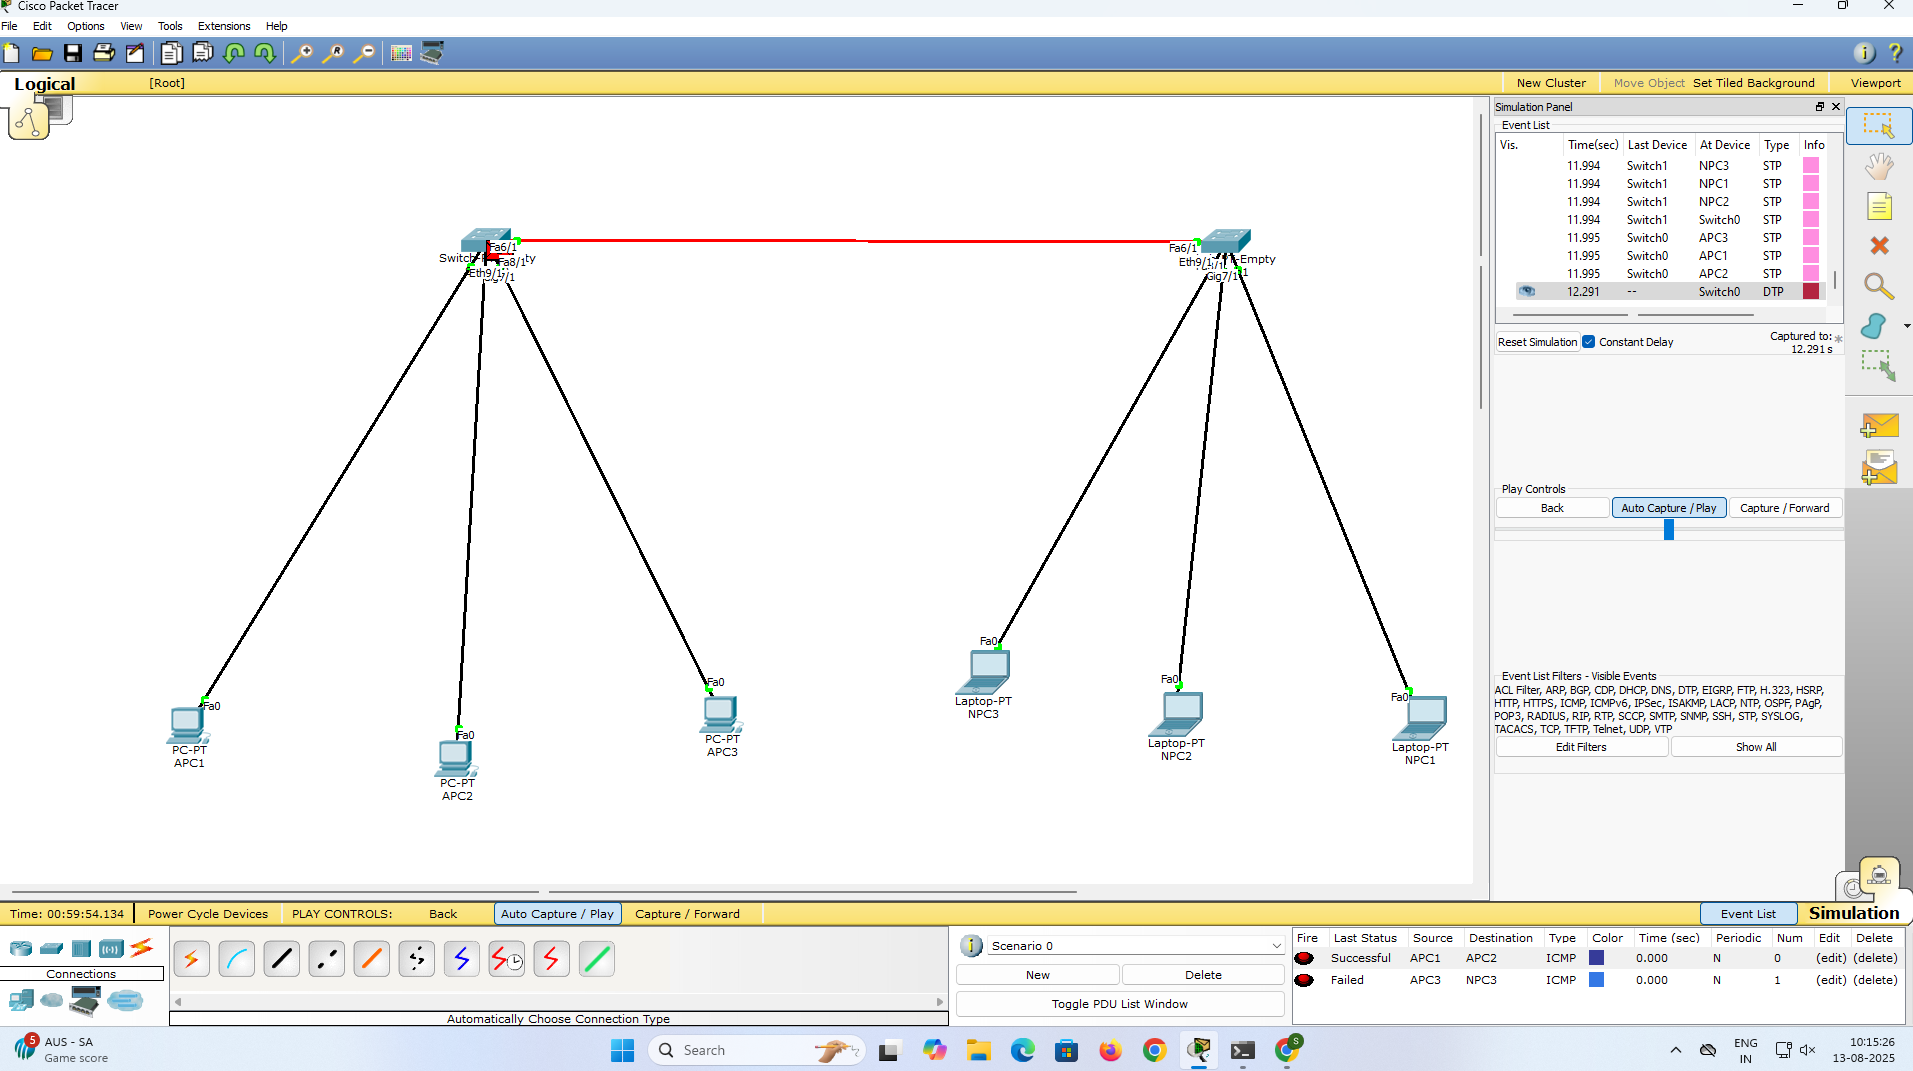 Cisco Packet Tracer
File Edit Options View Tools Extensions Help
Logical [Root] New Cluster Move Object Set Tiled Background Viewport
Simulation Panel
Event List
Vis. Time(sec) Last Device At Device Type Info
11.994 Switch1 NPC3 STP
11.994 Switch1 NPC1 STP
11.994 Switch1 NPC2 STP
11.994 Switch1 Switch0 STP
11.995 Switch0 APC3 STP
11.995 Switch0 APC1 STP
11.995 Switch0 APC2 STP
12.291 -- Switch0 DTP
Reset Simulation Constant Delay Captured to:
12.291 s
Play Controls
Back Auto Capture / Play Capture / Forward
Event List Filters - Visible Events
ACL Filter, ARP, BGP, CDP, DHCP, DNS, DTP, EIGRP, FTP, H.323, HSRP,
HTTP, HTTPS, ICMP, ICMPv6, IPSec, ISAKMP, LACP, NTP, OSPF, PAgP,
POP3, RADIUS, RIP, RTP, SCCP, SMTP, SNMP, SSH, STP, SYSLOG,
TACACS, TCP, TFTP, Telnet, UDP, VTP
Edit Filters Show All
Fa6/1
Fa8/1
Eth9/1
Gig7/1
Fa6/1
Eth9/1 -Empty
Gig7/1
Fa0
PC-PT
APC1
Fa0
PC-PT
APC2
Fa0
PC-PT
APC3
Fa0
Laptop-PT
NPC3
Fa0
Laptop-PT
NPC2
Fa0
Laptop-PT
NPC1
Time: 00:59:54.134 Power Cycle Devices PLAY CONTROLS: Back Auto Capture / Play Capture / Forward Event List Simulation
Connections
Automatically Choose Connection Type
Scenario 0
New Delete
Toggle PDU List Window
Fire Last Status Source Destination Type Color Time (sec) Periodic Num Edit Delete
Successful APC1 APC2 ICMP 0.000 N 0 (edit) (delete)
Failed APC3 NPC3 ICMP 0.000 N 1 (edit) (delete)
5 AUS - SA
Game score
Search
S
ENG
IN
10:15:26
13-08-2025